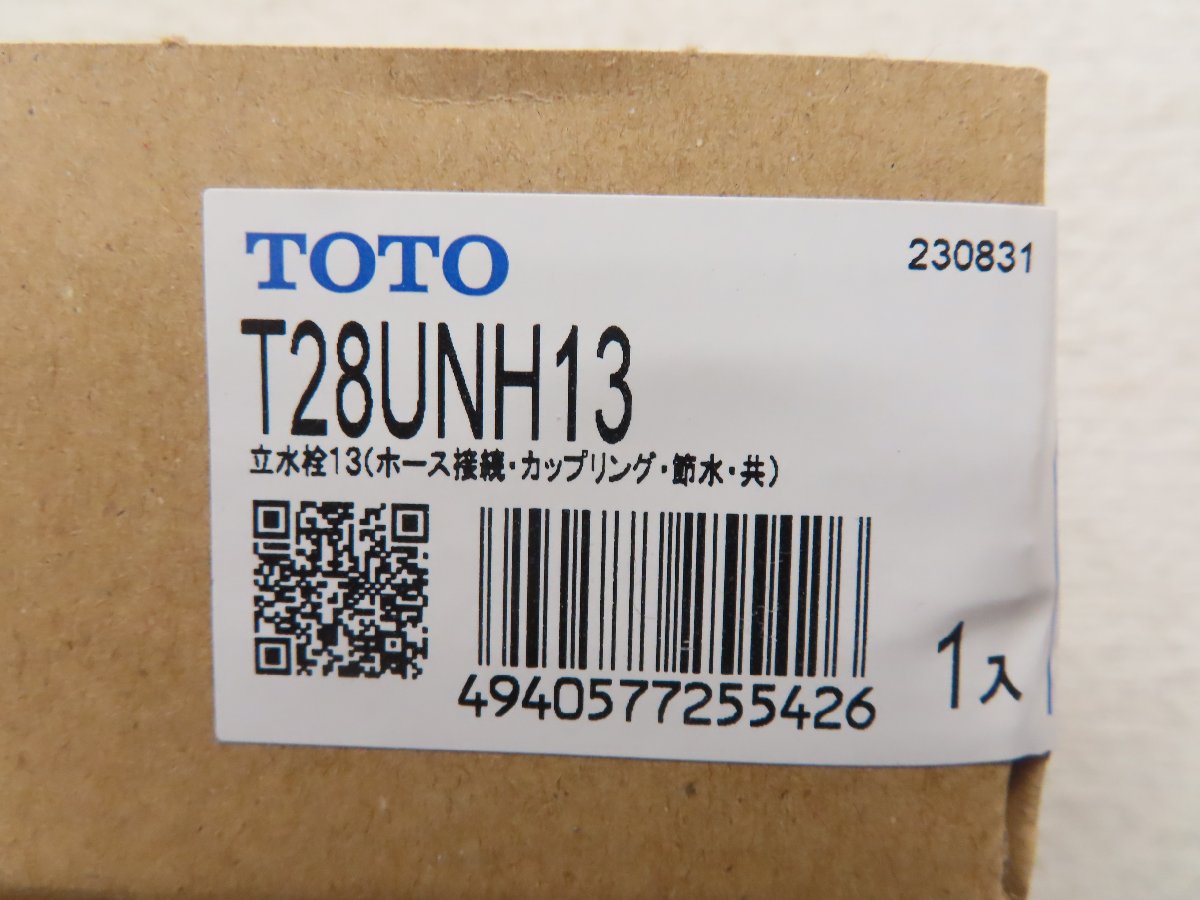 TOTO
230831
T28UNH13
立水栓13(ホース接続・カップリング・節水・共)
4940577255426
1入